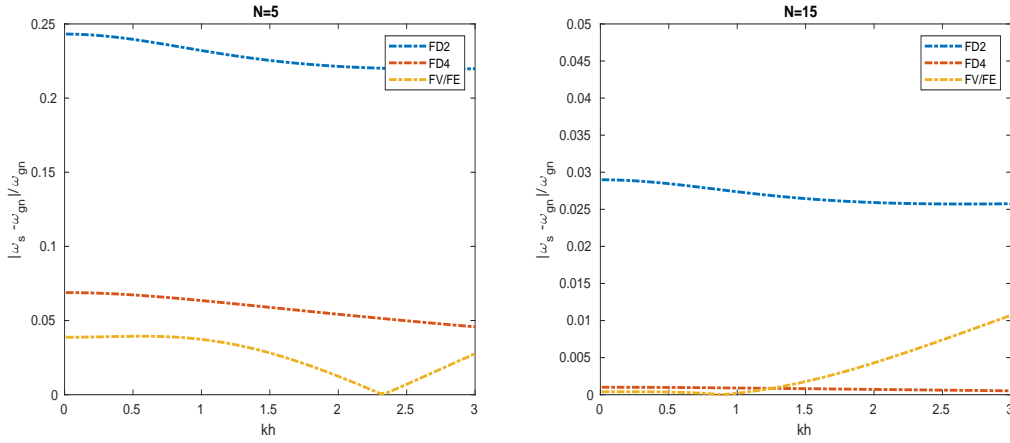 N=5
0.25
0.2
0.15
0.1
0.05
0
0 0.5 1 1.5 2 2.5 3
kh
|ω_s -ω_gn|/ω_gn
FD2
FD4
FV/FE
N=15
0.05
0.045
0.04
0.035
0.03
0.025
0.02
0.015
0.01
0.005
0
0 0.5 1 1.5 2 2.5 3
kh
|ω_s -ω_gn|/ω_gn
FD2
FD4
FV/FE